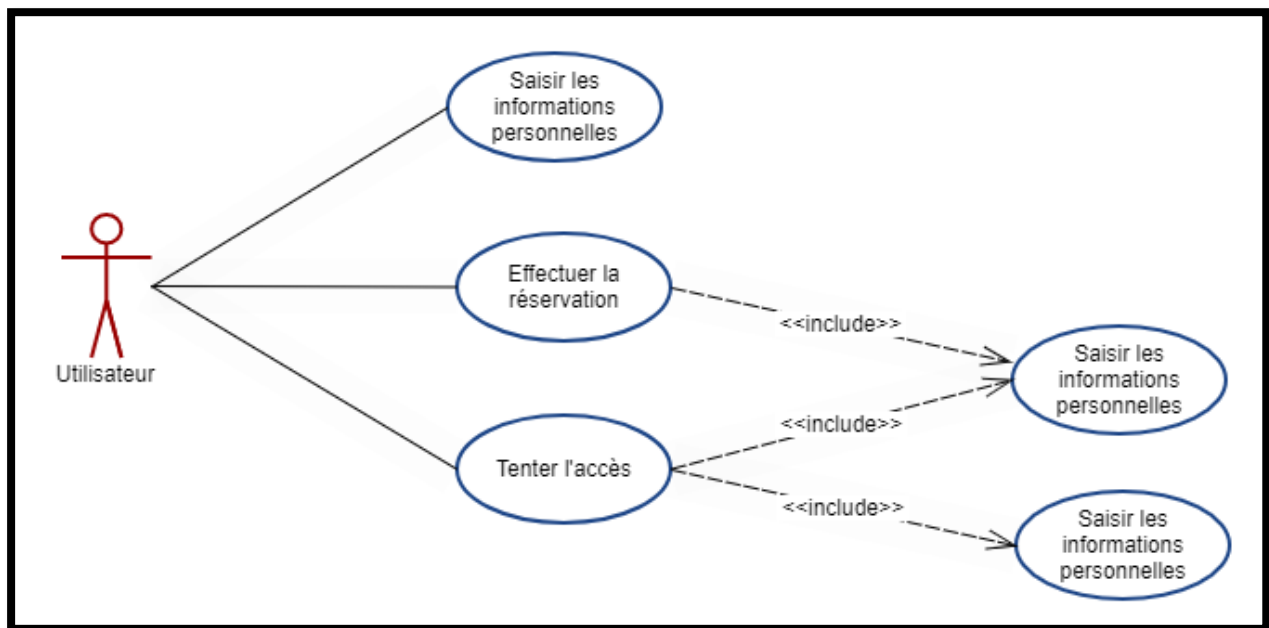 Saisir les
informations
personnelles
Effectuer la
réservation
<<include>>
Saisir les
informations
personnelles
Utilisateur
<<include>>
Tenter l'accès
<<include>>
Saisir les
informations
personnelles